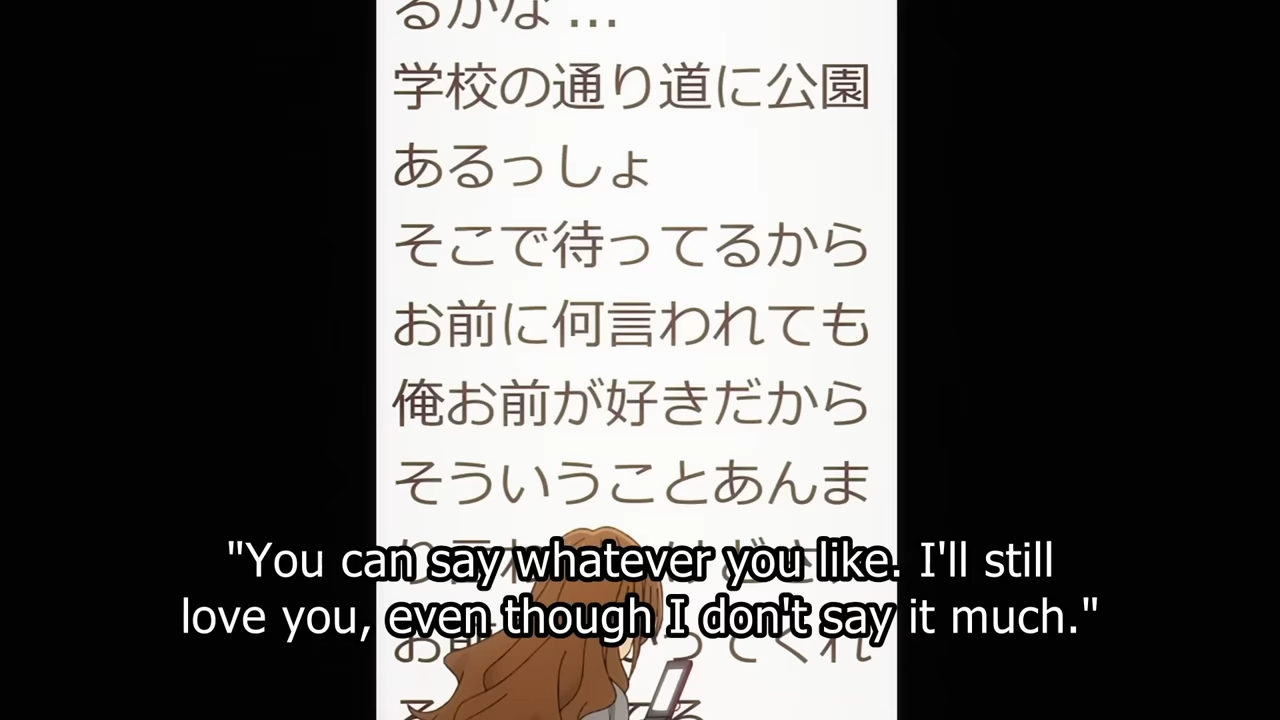 るかな…
学校の通り道に公園
あるっしょ
そこで待ってるから
お前に何言われても
俺お前が好きだから
そういうことあんま
"You can say whatever you like. I'll still
love you, even though I don't say it much."